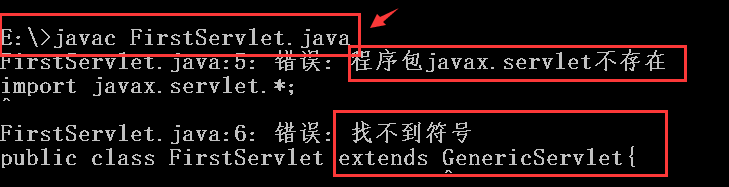 E:\>javac FirstServlet.java
FirstServlet.java:5: 错误: 程序包javax.servlet不存在
import javax.servlet.*;
^
FirstServlet.java:6: 错误: 找不到符号
public class FirstServlet extends GenericServlet{
^